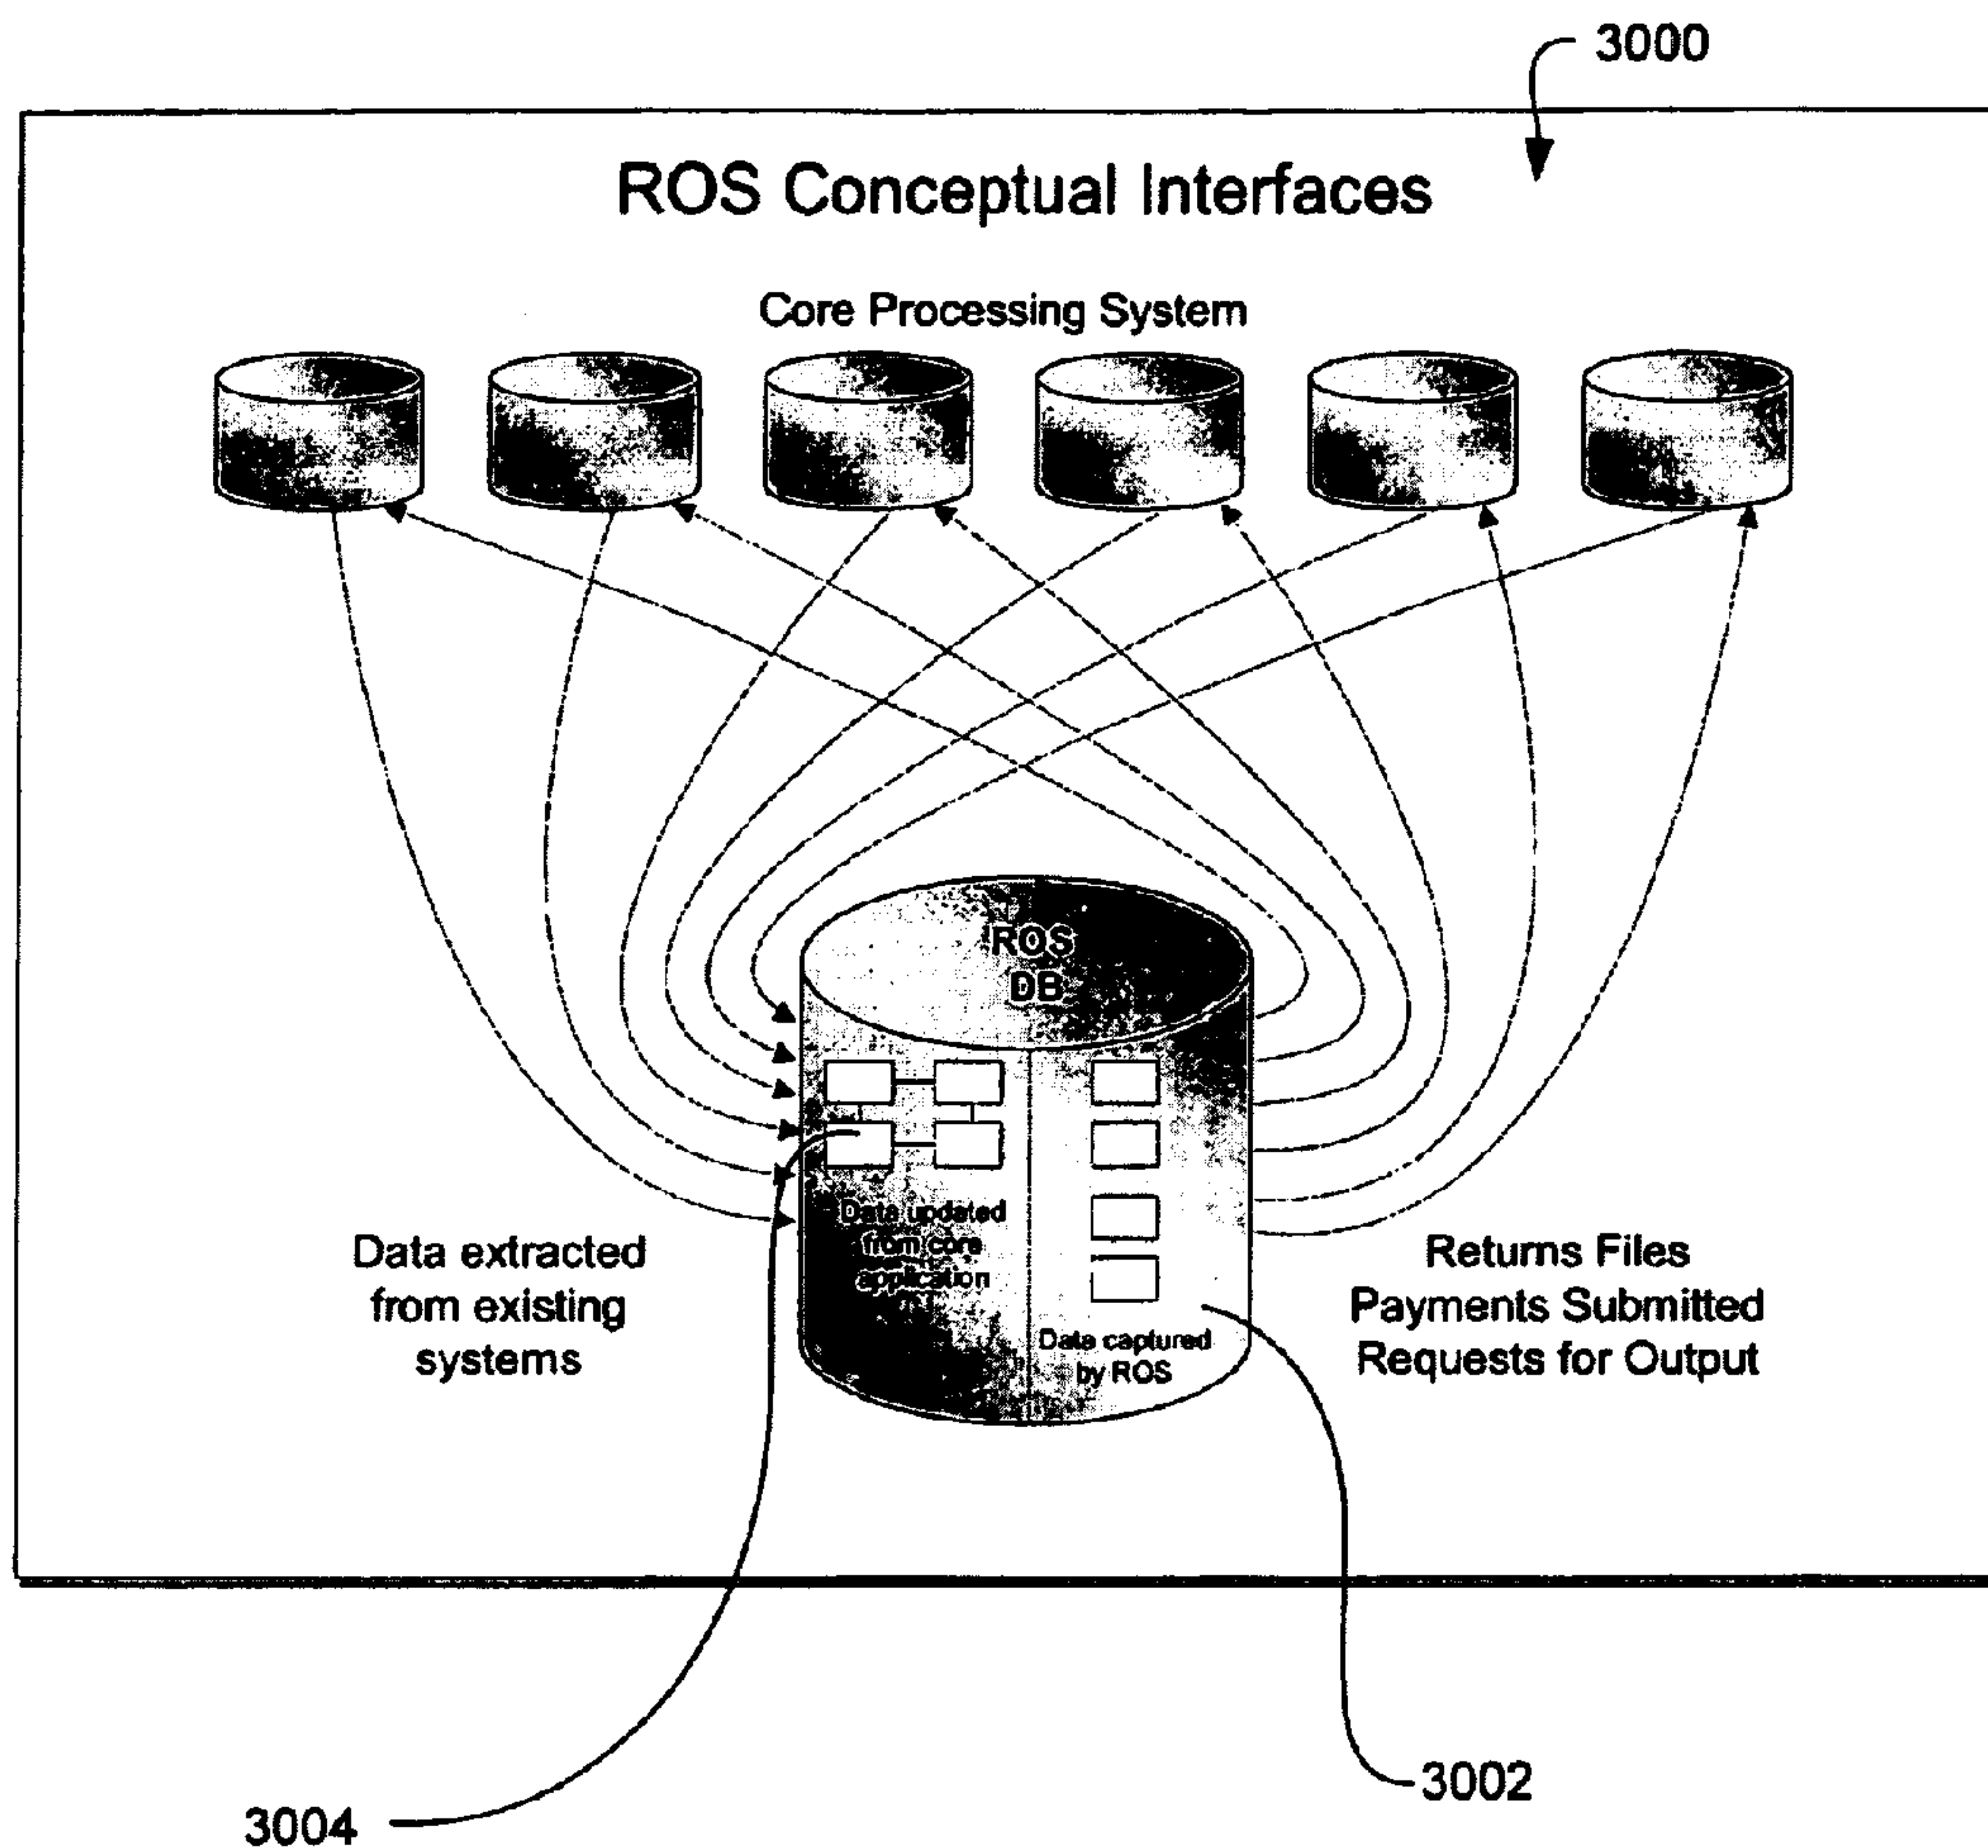 3000
ROS Conceptual Interfaces
Core Processing System
ROS
DB
Data updated
from core
application
Data captured
by ROS
Data extracted
from existing
systems
Returns Files
Payments Submitted
Requests for Output
3002
3004